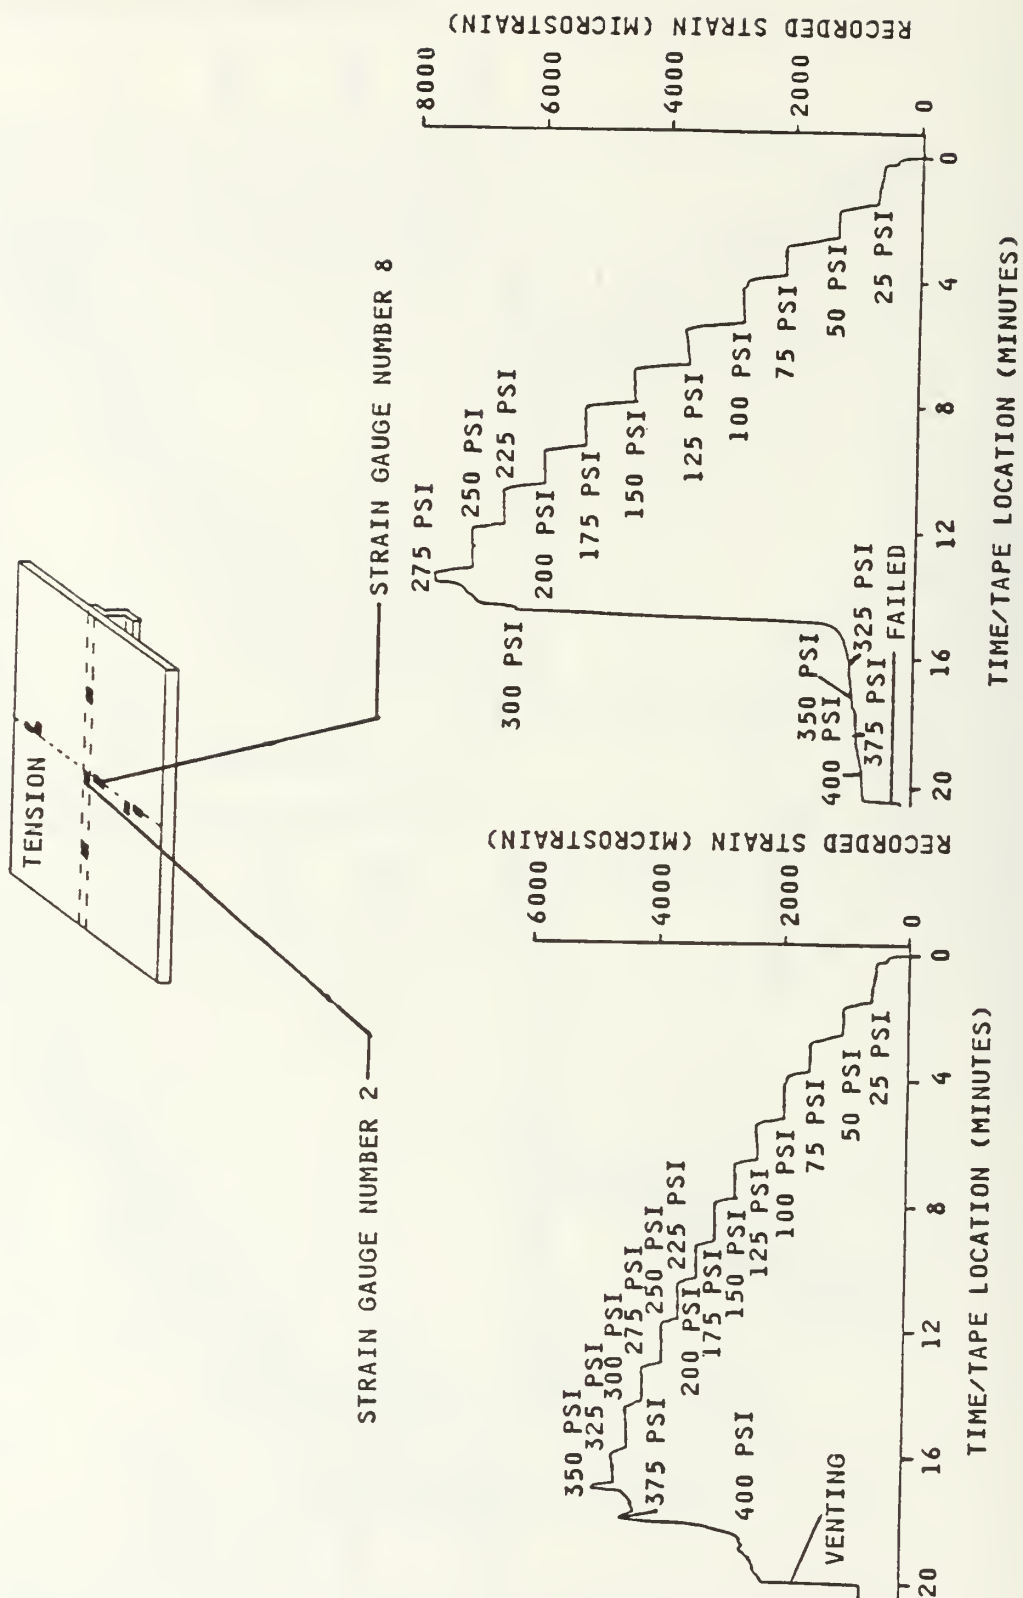 TENSION
STRAIN GAUGE NUMBER 2
STRAIN GAUGE NUMBER 8
RECORDED STRAIN (MICROSTRAIN)
6000
4000
2000
0
350 PSI
325 PSI
300 PSI
275 PSI
250 PSI
225 PSI
375 PSI
200 PSI
175 PSI
150 PSI
125 PSI
100 PSI
75 PSI
50 PSI
25 PSI
400 PSI
VENTING
20
16
12
8
4
0
TIME/TAPE LOCATION (MINUTES)
RECORDED STRAIN (MICROSTRAIN)
8000
6000
4000
2000
0
275 PSI
250 PSI
225 PSI
300 PSI
200 PSI
175 PSI
150 PSI
125 PSI
100 PSI
75 PSI
50 PSI
25 PSI
350 PSI
400 PSI
325 PSI
375 PSI
FAILED
20
16
12
8
4
0
TIME/TAPE LOCATION (MINUTES)